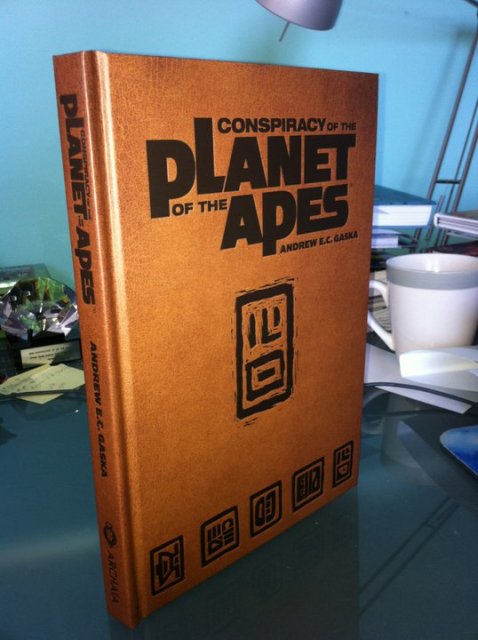 CONSPIRACY OF THE
PLANET
OF THE APES
ANDREW E.C. GASKA
CONSPIRACY OF THE
PLANET OF THE APES
ANDREW E.C. GASKA
ARCHAIA